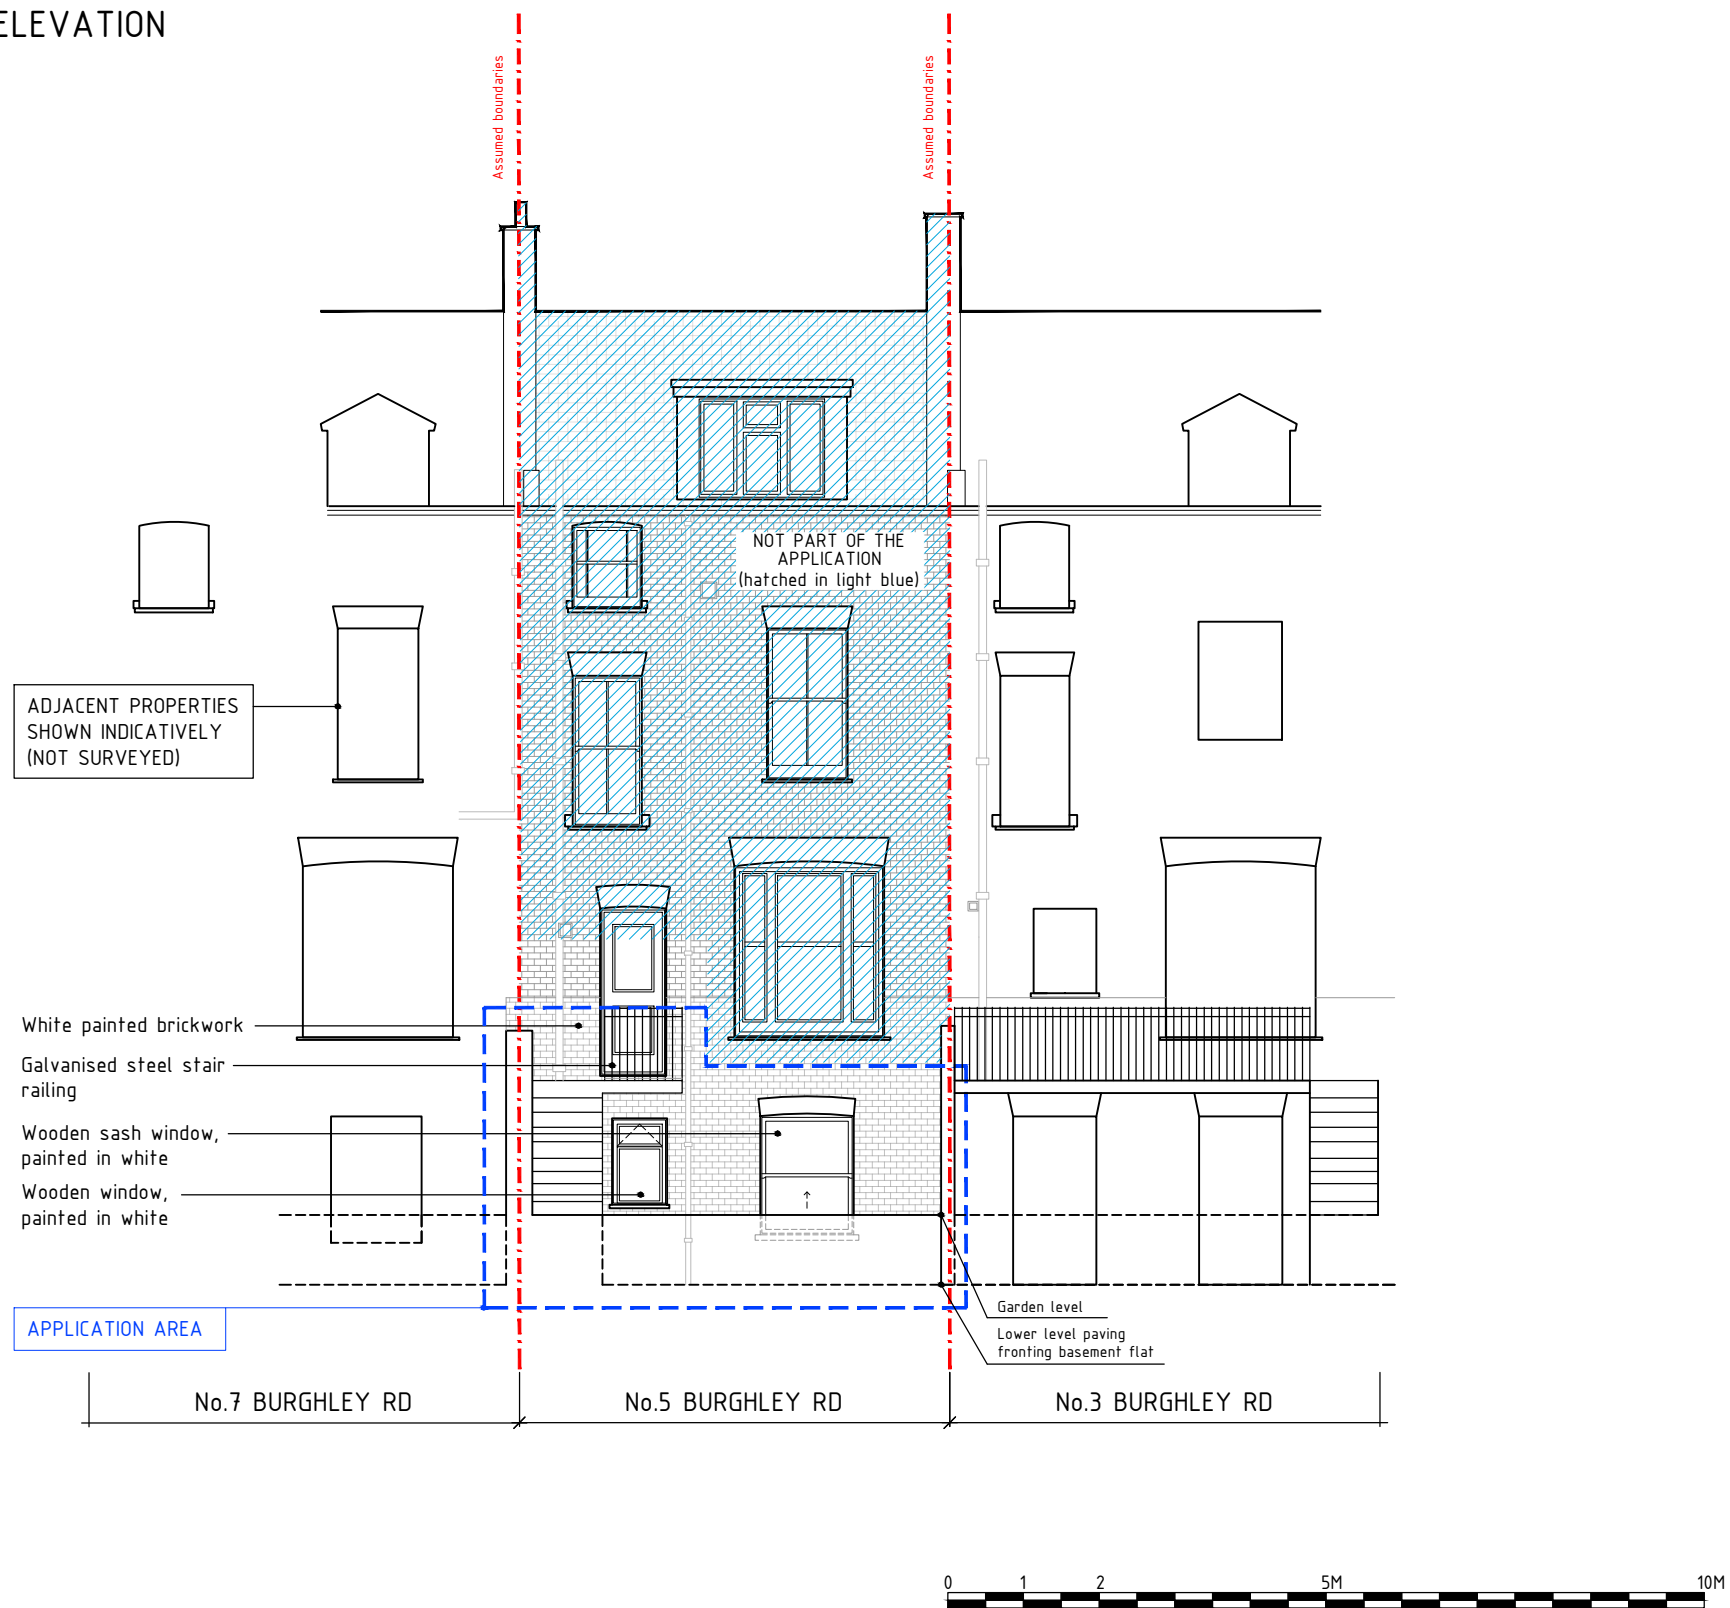 ELEVATION
Assumed boundaries
Assumed boundaries
NOT PART OF THE
APPLICATION
(hatched in light blue)
ADJACENT PROPERTIES
SHOWN INDICATIVELY
(NOT SURVEYED)
White painted brickwork
Galvanised steel stair
railing
Wooden sash window,
painted in white
Wooden window,
painted in white
Garden level
Lower level paving
fronting basement flat
APPLICATION AREA
No.7 BURGHLEY RD
No.5 BURGHLEY RD
No.3 BURGHLEY RD
0 1 2 5M 10M